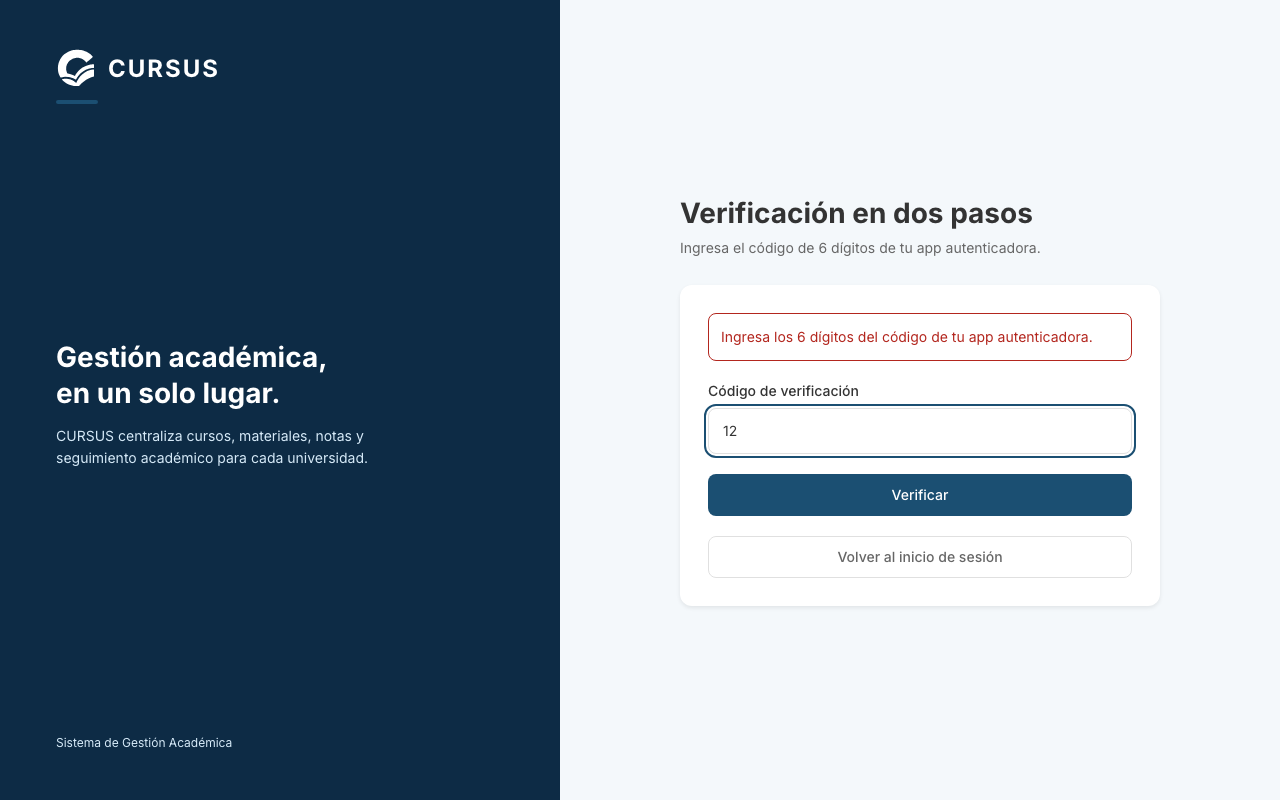 CURSUS
Gestión académica,
en un solo lugar.
CURSUS centraliza cursos, materiales, notas y
seguimiento académico para cada universidad.
Sistema de Gestión Académica
Verificación en dos pasos
Ingresa el código de 6 dígitos de tu app autenticadora.
Ingresa los 6 dígitos del código de tu app autenticadora.
Código de verificación
12
Verificar
Volver al inicio de sesión